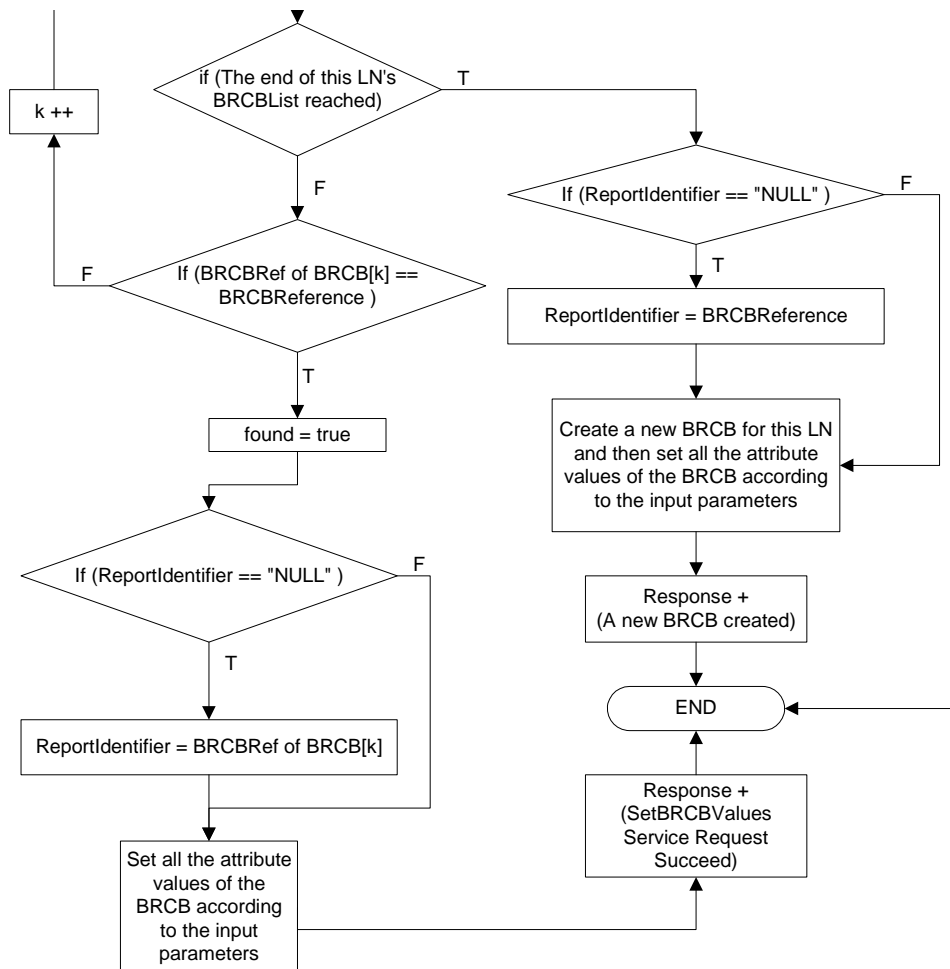 if (The end of this LN's
BRCBList reached)
T
k ++
F
If (ReportIdentifier == "NULL" )
F
If (BRCBRef of BRCB[k] ==
BRCBReference )
F
T
ReportIdentifier = BRCBReference
T
found = true
Create a new BRCB for this LN
and then set all the attribute
values of the BRCB according
to the input parameters
If (ReportIdentifier == "NULL" )
F
Response +
(A new BRCB created)
T
END
ReportIdentifier = BRCBRef of BRCB[k]
Response +
(SetBRCBValues
Service Request
Succeed)
Set all the attribute
values of the
BRCB according
to the input
parameters